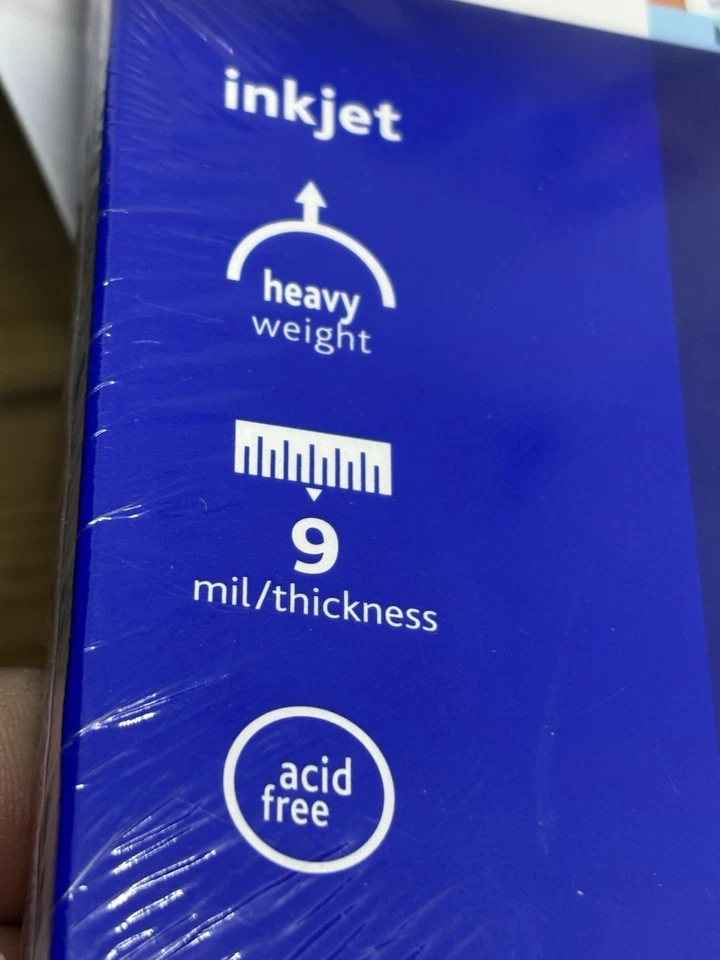 inkjet
heavy
weight
9
mil/thickness
acid
free